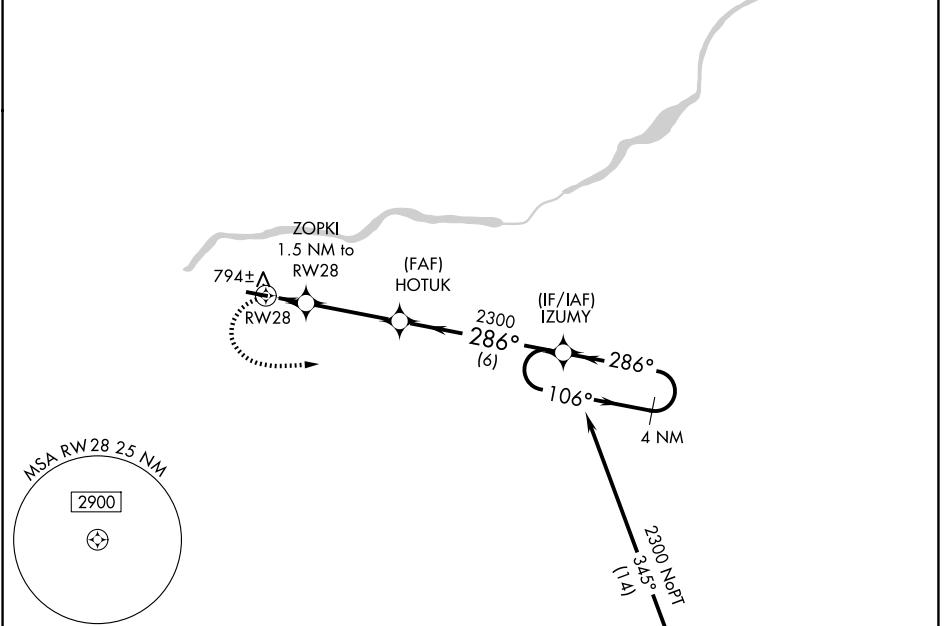 ZOPKI
1.5 NM to
RW28
(FAF)
HOTUK
794±
RW28
(IF/IAF)
IZUMY
2300
286°
(6)
286°
106°
4 NM
MSA RW28 25 NM
2900
2300 NoPT
345°
(14)